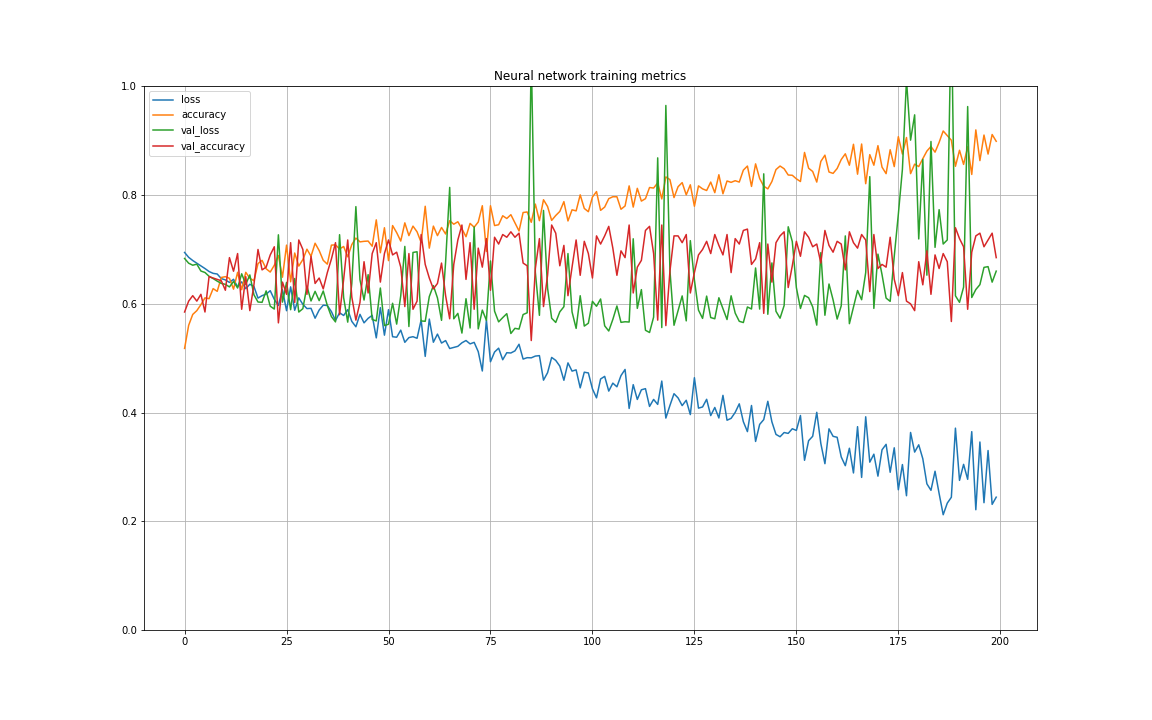 Neural network training metrics
1.0
0.8
0.6
0.4
0.2
0.0
loss
accuracy
val_loss
val_accuracy
0 25 50 75 100 125 150 175 200